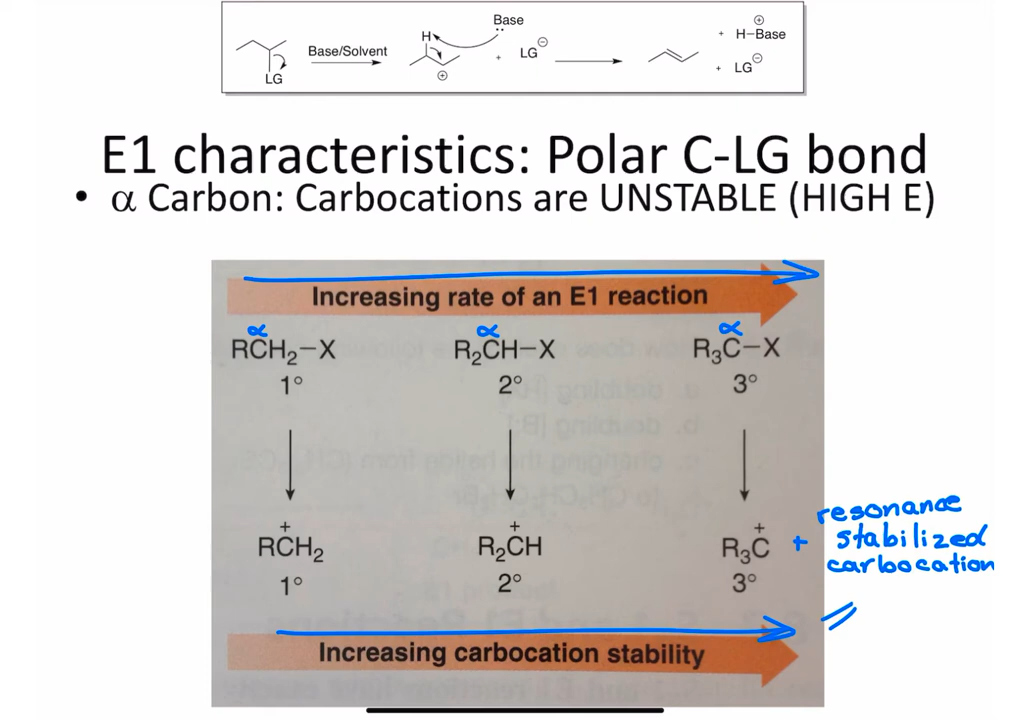 Base
H
+ H–Base ⊕
Base/Solvent
+ LG ⊖
LG
⊕
+ LG ⊖
E1 characteristics: Polar C-LG bond
• α Carbon: Carbocations are UNSTABLE (HIGH E)
Increasing rate of an E1 reaction
α α α
RCH₂–X R₂CH–X R₃C–X
1° 2° 3°
+ + +
RCH₂ R₂CH R₃C + resonance
stabilized
carbocation
1° 2° 3°
Increasing carbocation stability